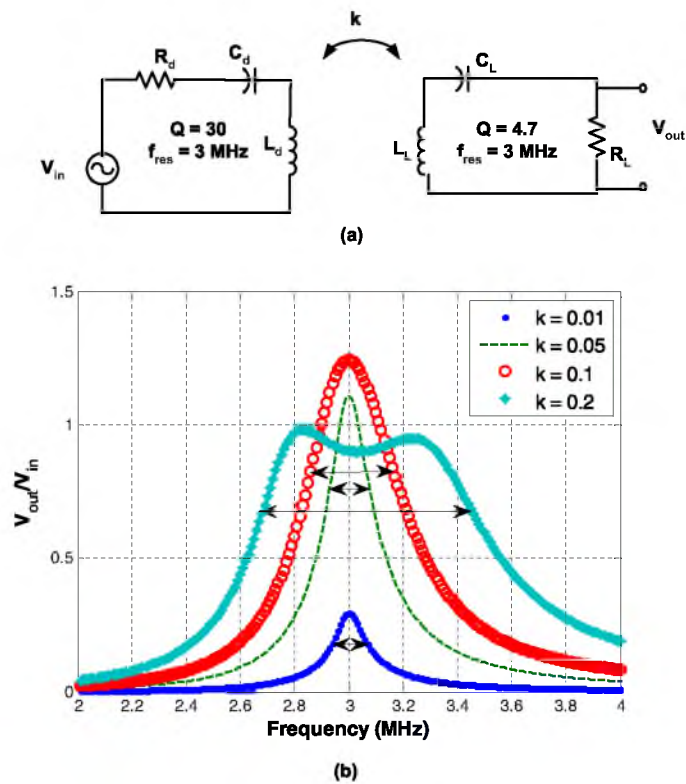 k
R_d
C_d
C_L
Q = 30
f_res = 3 MHz
L_d
V_in
L_L
Q = 4.7
f_res = 3 MHz
R_L
V_out
(a)
1.5
1
0.5
0
V_out/V_in
k = 0.01
k = 0.05
k = 0.1
k = 0.2
2 2.2 2.4 2.6 2.8 3 3.2 3.4 3.6 3.8 4
Frequency (MHz)
(b)